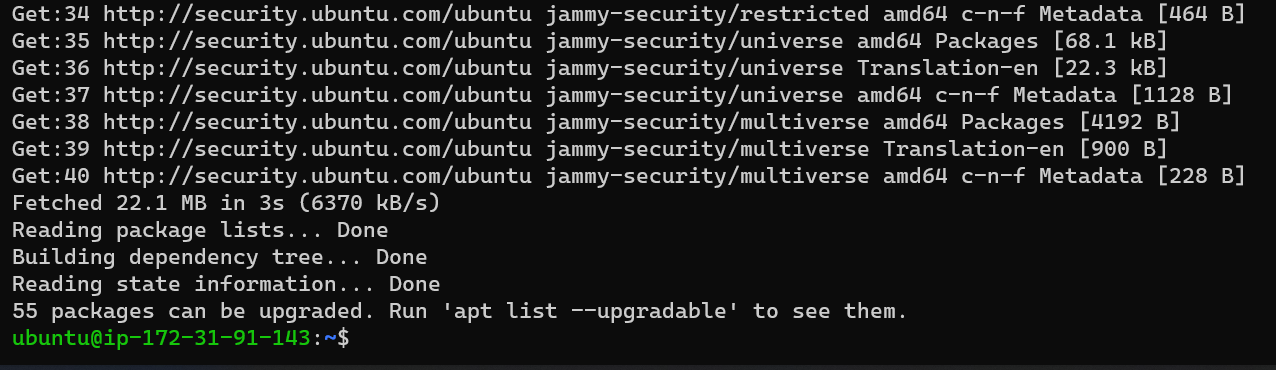 Get:34 http://security.ubuntu.com/ubuntu jammy-security/restricted amd64 c-n-f Metadata [464 B]
Get:35 http://security.ubuntu.com/ubuntu jammy-security/universe amd64 Packages [68.1 kB]
Get:36 http://security.ubuntu.com/ubuntu jammy-security/universe Translation-en [22.3 kB]
Get:37 http://security.ubuntu.com/ubuntu jammy-security/universe amd64 c-n-f Metadata [1128 B]
Get:38 http://security.ubuntu.com/ubuntu jammy-security/multiverse amd64 Packages [4192 B]
Get:39 http://security.ubuntu.com/ubuntu jammy-security/multiverse Translation-en [900 B]
Get:40 http://security.ubuntu.com/ubuntu jammy-security/multiverse amd64 c-n-f Metadata [228 B]
Fetched 22.1 MB in 3s (6370 kB/s)
Reading package lists... Done
Building dependency tree... Done
Reading state information... Done
55 packages can be upgraded. Run 'apt list --upgradable' to see them.
ubuntu@ip-172-31-91-143:~$